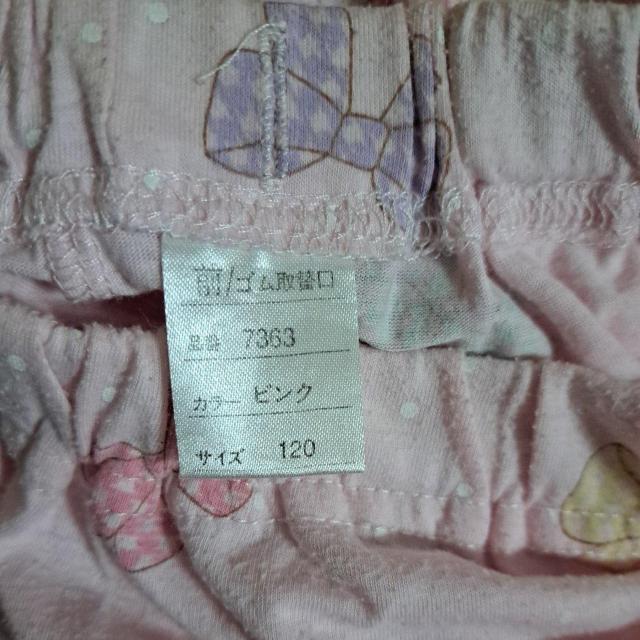 前/ゴム取替口
品番 7363
カラー ピンク
サイズ 120